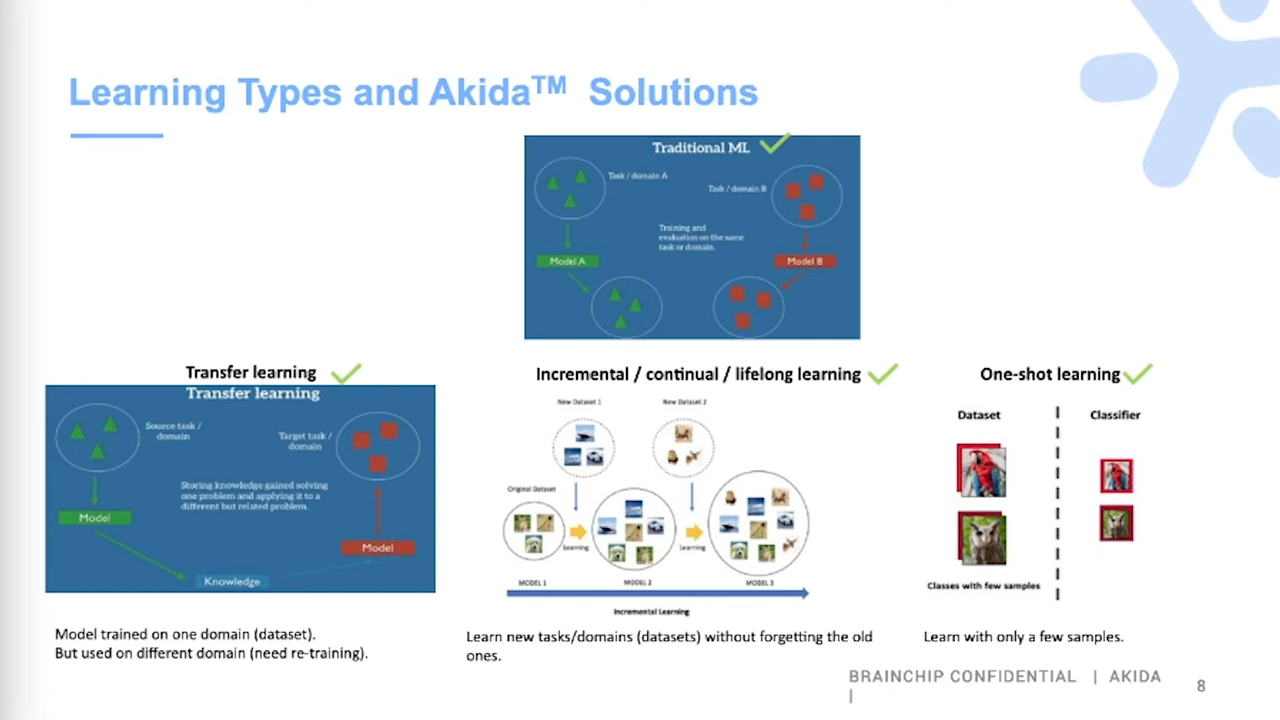 Learning Types and Akida™ Solutions
Traditional ML
Task / domain A
Task / domain B
Training and
evaluation on the same
task or domain.
Model A
Model B
Transfer learning
Transfer learning
Source task /
domain
Target task /
domain
Storing knowledge gained solving
one problem and applying it to a
different but related problem.
Model
Model
Knowledge
Model trained on one domain (dataset).
But used on different domain (need re-training).
Incremental / continual / lifelong learning
New Dataset 1
New Dataset 2
Original Dataset
Learning
Learning
MODEL 1
MODEL 2
MODEL 3
Incremental Learning
Learn new tasks/domains (datasets) without forgetting the old
ones.
One-shot learning
Dataset
Classifier
Classes with few samples
Learn with only a few samples.
BRAINCHIP CONFIDENTIAL | AKIDA
|
8